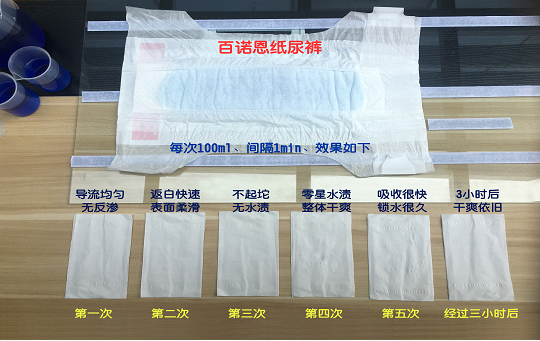 百诺恩纸尿裤
每次100ml、间隔1min、效果如下
导流均匀
无反渗
返白快速
表面柔滑
不起坨
无水渍
零星水渍
整体干爽
吸收很快
锁水很久
3小时后
干爽依旧
第一次
第二次
第三次
第四次
第五次
经过三小时后